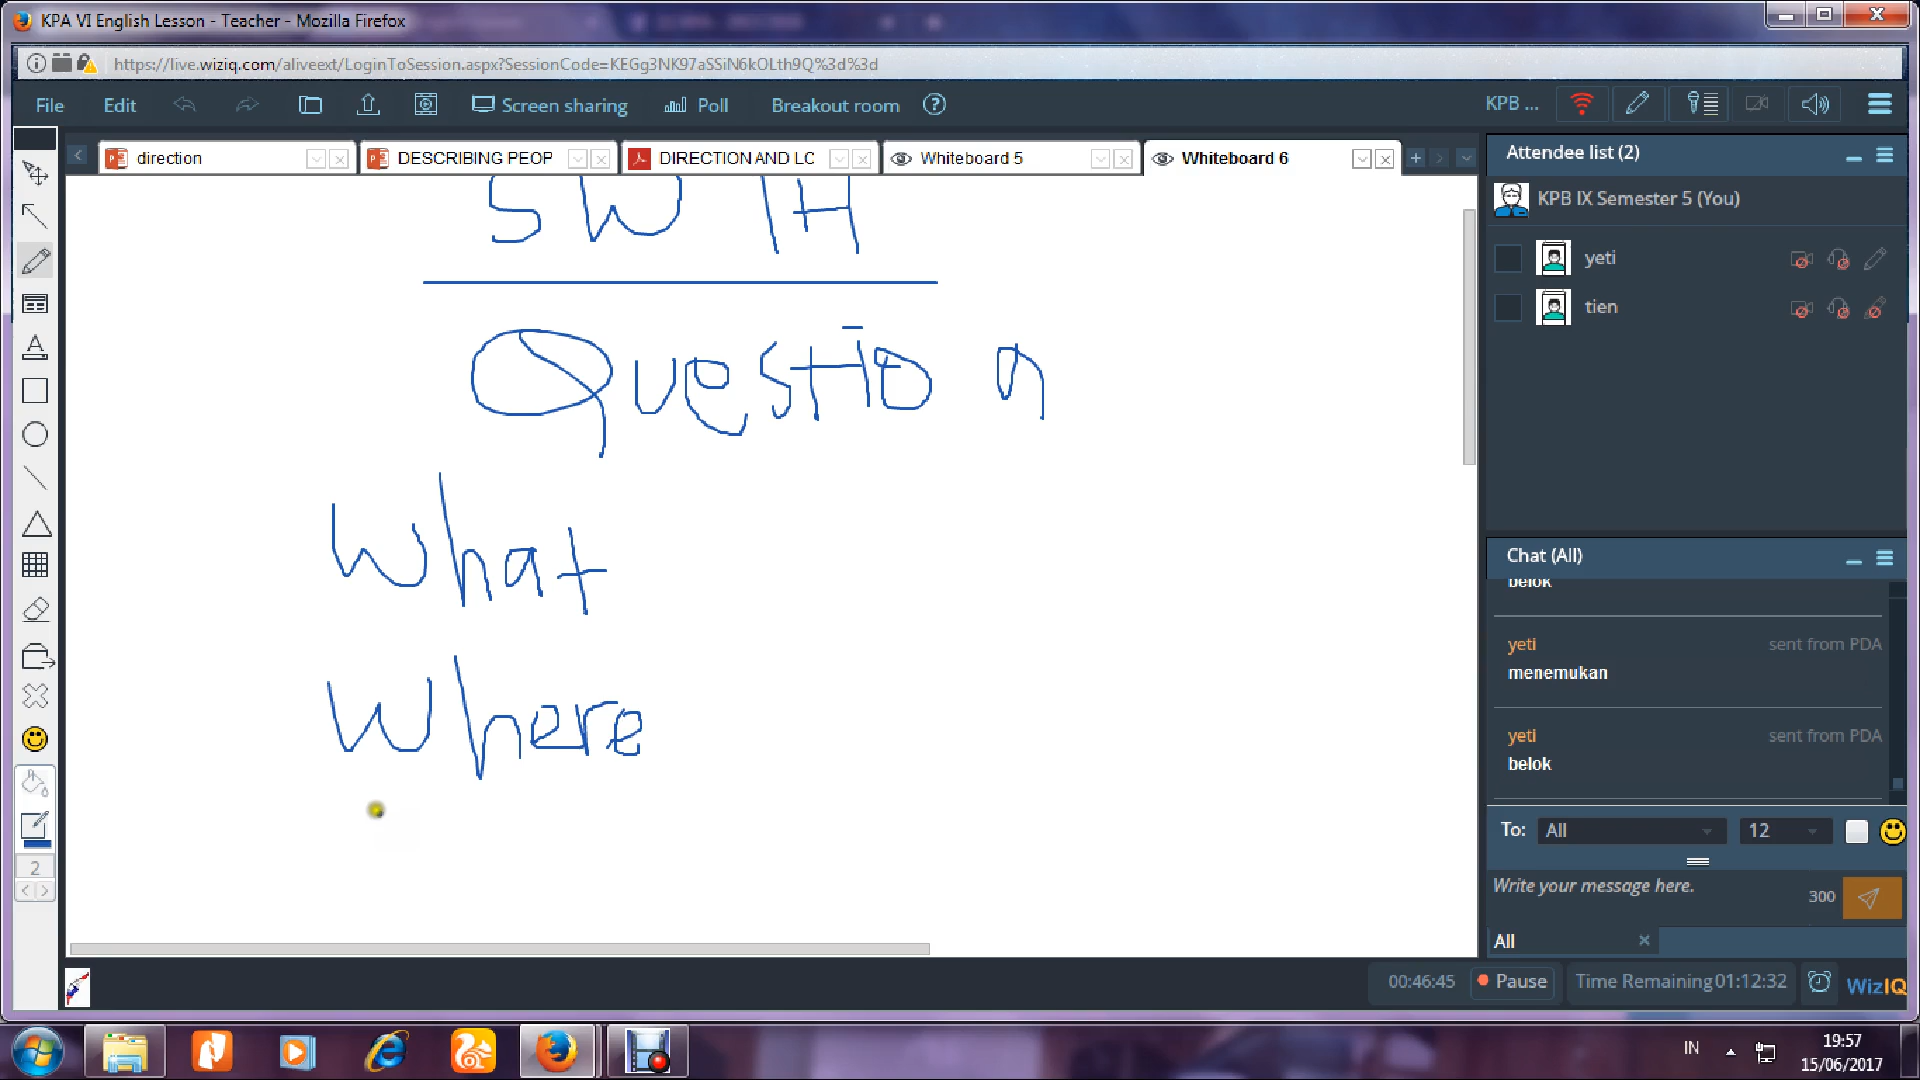 KPA VI English Lesson - Teacher - Mozilla Firefox
https://live.wiziq.com/aliveext/LoginToSession.aspx?SessionCode=KEGg3NK97aSSiN6kOLth9Q%3d%3d
File Edit Screen sharing Poll Breakout room KPB ...
direction DESCRIBING PEOP DIRECTION AND LC Whiteboard 5 Whiteboard 6
Attendee list (2)
KPB IX Semester 5 (You)
yeti
tien
5 W 1H
Question
What
Where
Chat (All)
belok
yeti sent from PDA
menemukan
yeti sent from PDA
belok
To: All 12
Write your message here. 300
All
2
00:46:45 Pause Time Remaining 01:12:32 WizIQ
IN 19:57
15/06/2017